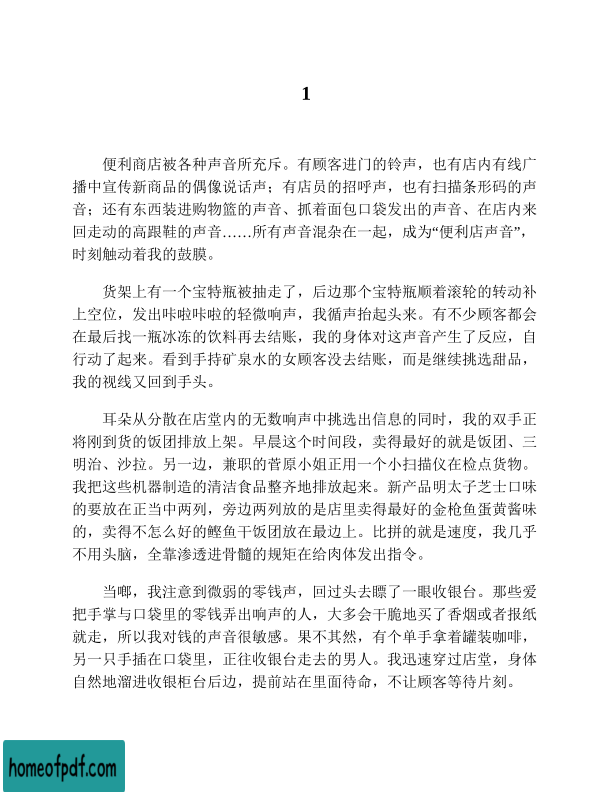 1
便利商店被各种声音所充斥。有顾客进门的铃声，也有店内有线广
播中宣传新商品的偶像说话声；有店员的招呼声，也有扫描条形码的声
音；还有东西装进购物篮的声音、抓着面包口袋发出的声音、在店内来
回走动的高跟鞋的声音……所有声音混杂在一起，成为“便利店声音”，
时刻触动着我的鼓膜。
货架上有一个宝特瓶被抽走了，后边那个宝特瓶顺着滚轮的转动补
上空位，发出咔啦咔啦的轻微响声，我循声抬起头来。有不少顾客都会
在最后找一瓶冰冻的饮料再去结账，我的身体对这声音产生了反应，自
行动了起来。看到手持矿泉水的女顾客没去结账，而是继续挑选甜品，
我的视线又回到手头。
耳朵从分散在店堂内的无数响声中挑选出信息的同时，我的双手正
将刚到货的饭团排放上架。早晨这个时间段，卖得最好的就是饭团、三
明治、沙拉。另一边，兼职的菅原小姐正用一个小扫描仪在检点货物。
我把这些机器制造的清洁食品整齐地排放起来。新产品明太子芝士口味
的要放在正当中两列，旁边两列放的是店里卖得最好的金枪鱼蛋黄酱味
的，卖得不怎么好的鲣鱼干饭团放在最边上。比拼的就是速度，我几乎
不用头脑，全靠渗透进骨髓的规矩在给肉体发出指令。
当啷，我注意到微弱的零钱声，回过头去瞟了一眼收银台。那些爱
把手掌与口袋里的零钱弄出响声的人，大多会干脆地买了香烟或者报纸
就走，所以我对钱的声音很敏感。果不其然，有个单手拿着罐装咖啡，
另一只手插在口袋里，正往收银台走去的男人。我迅速穿过店堂，身体
自然地溜进收银柜台后边，提前站在里面待命，不让顾客等待片刻。
homeofpdf.com